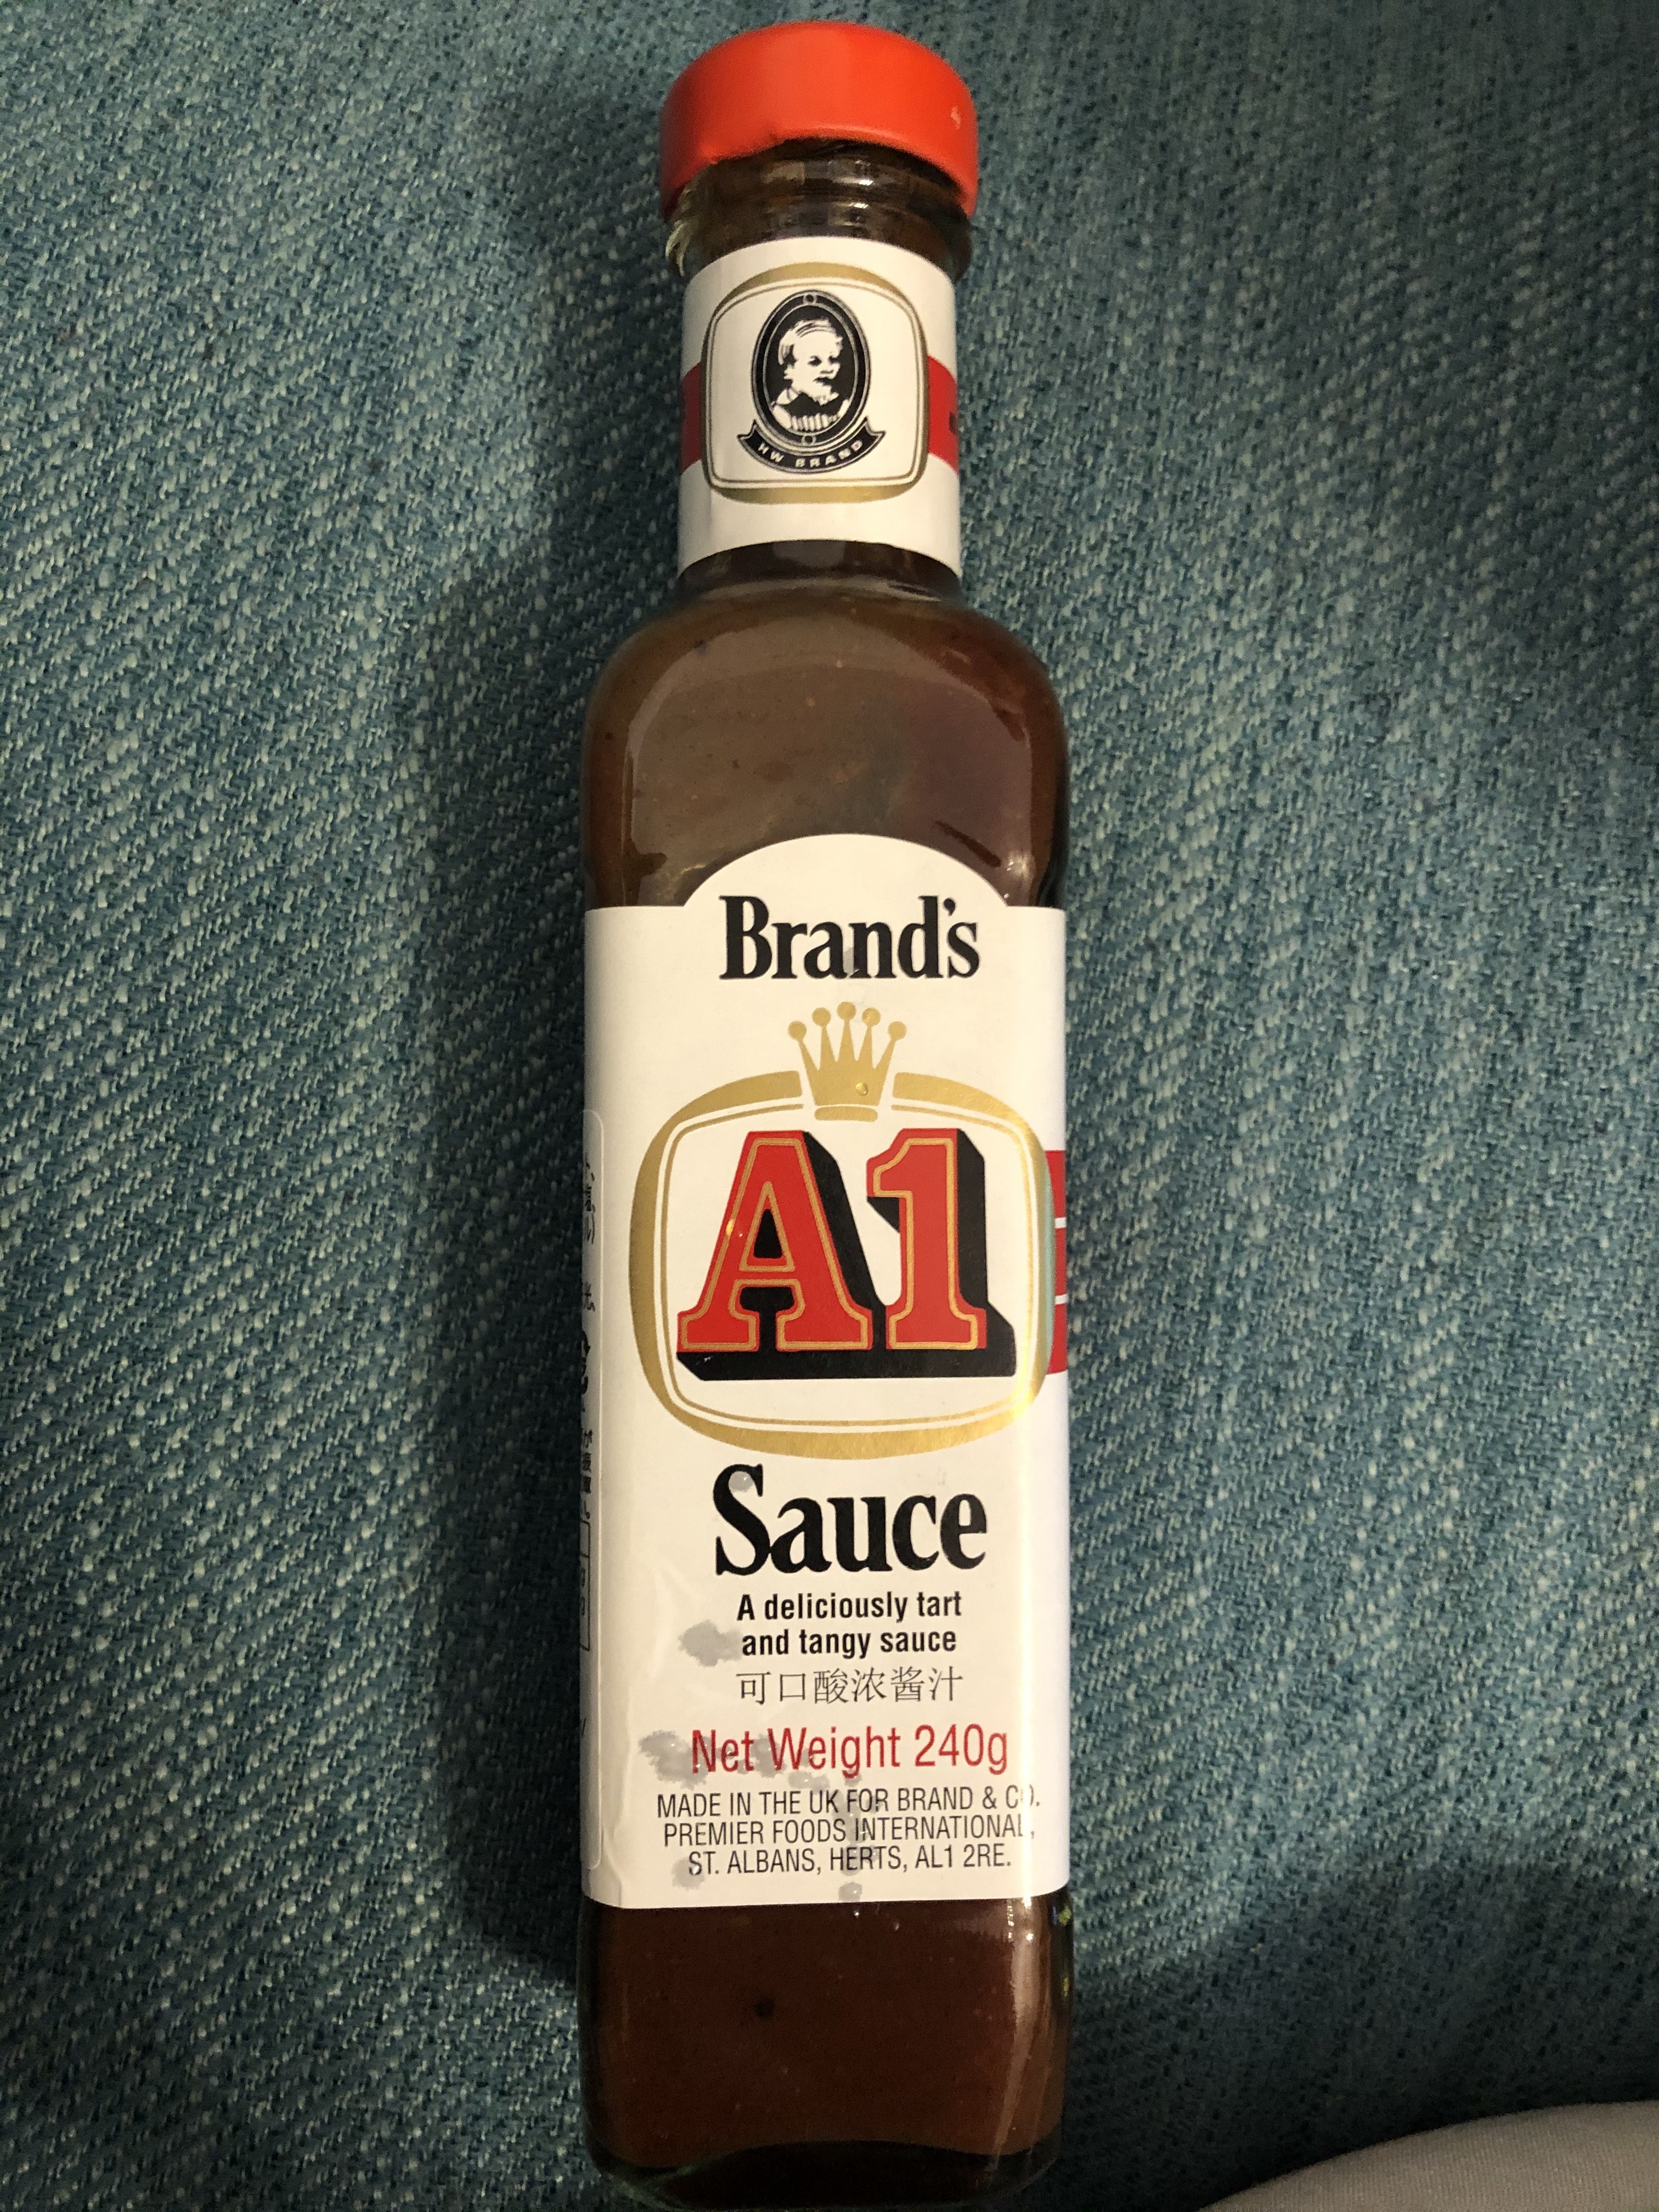 HW BRAND
Brand's
A1
Sauce
A deliciously tart
and tangy sauce
可口酸浓酱汁
Net Weight 240g
MADE IN THE UK FOR BRAND & CO.
PREMIER FOODS INTERNATIONAL,
ST. ALBANS, HERTS, AL1 2RE.